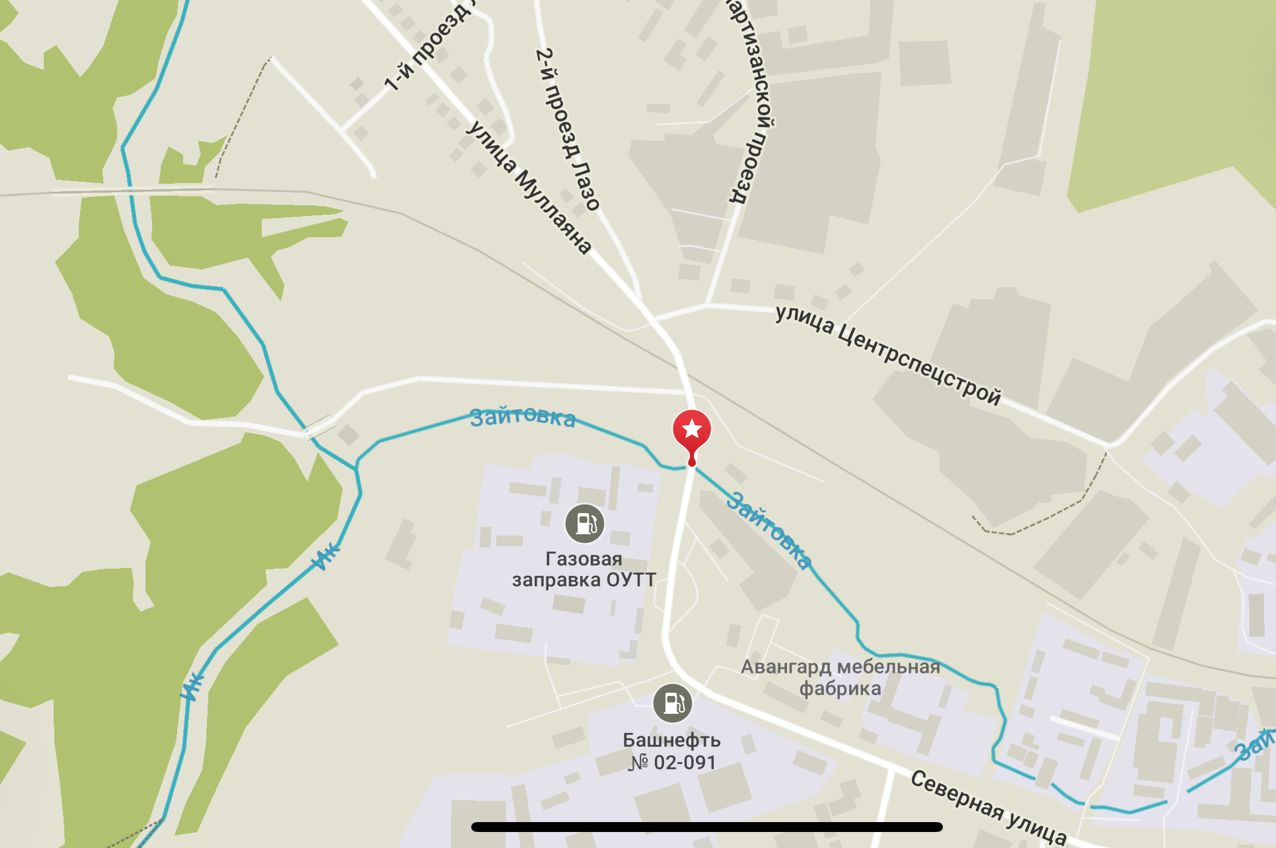 1-й проезд
2-й проезд Лазо
улица Муллаяна
партизанской проезд
улица Центрспецстрой
Зайтовка
Зайтовка
Газовая
заправка ОУТТ
Ик
Ик
Авангард мебельная
фабрика
Башнефть
№ 02-091
Северная улица
Зай